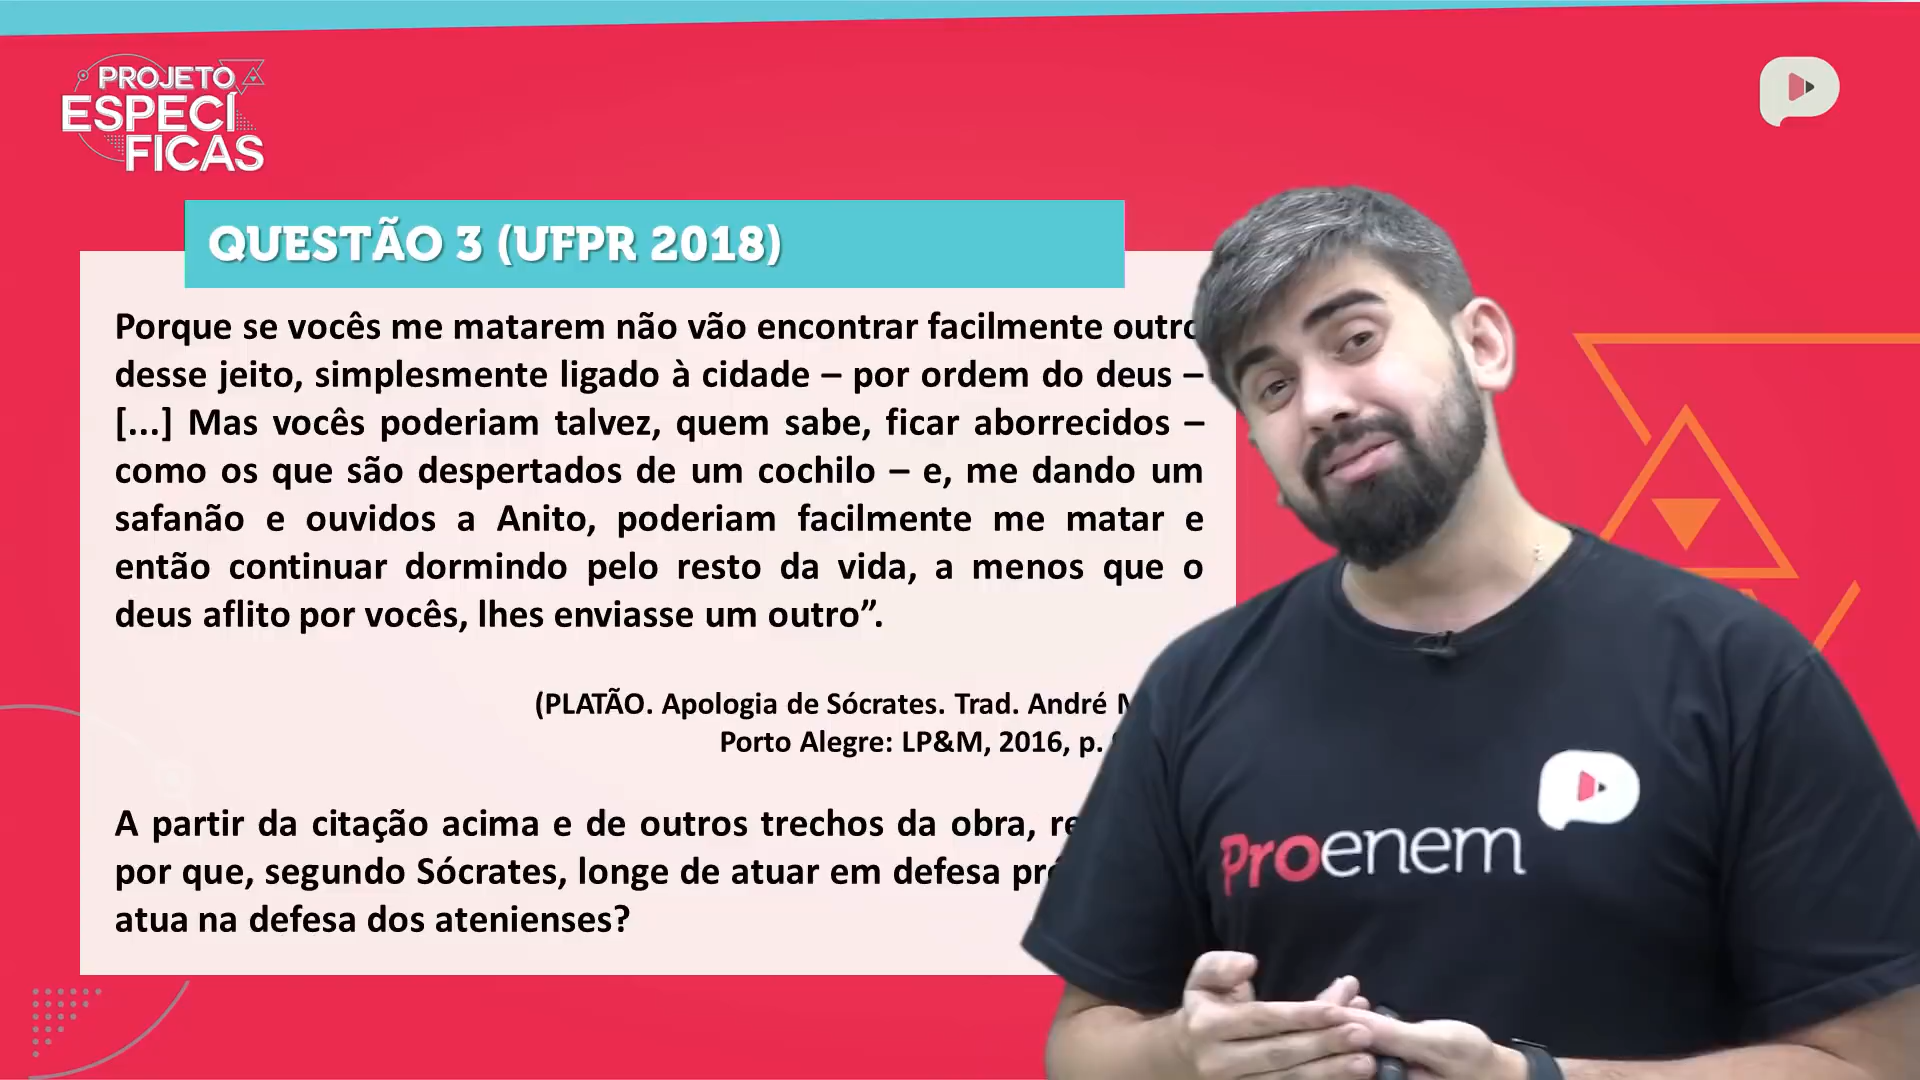 PROJETO
ESPECÍ
FICAS
QUESTÃO 3 (UFPR 2018)
Porque se vocês me matarem não vão encontrar facilmente outro
desse jeito, simplesmente ligado à cidade – por ordem do deus –
[...] Mas vocês poderiam talvez, quem sabe, ficar aborrecidos –
como os que são despertados de um cochilo – e, me dando um
safanão e ouvidos a Anito, poderiam facilmente me matar e
então continuar dormindo pelo resto da vida, a menos que o
deus aflito por vocês, lhes enviasse um outro”.
(PLATÃO. Apologia de Sócrates. Trad. André
Porto Alegre: LP&M, 2016, p.
A partir da citação acima e de outros trechos da obra,
por que, segundo Sócrates, longe de atuar em defesa
atua na defesa dos atenienses?
Proenem